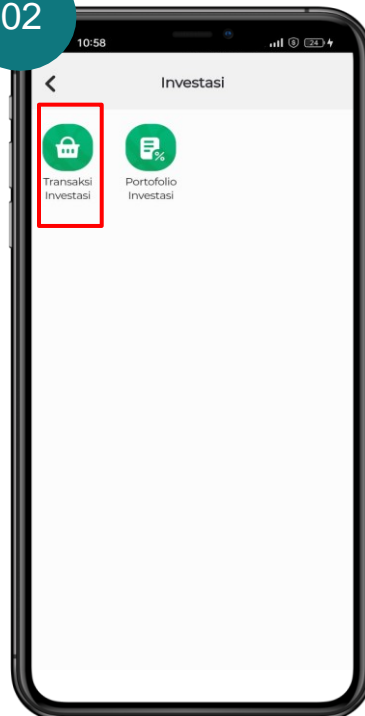 02
10:58
24
Investasi
Transaksi
Investasi
%
Portofolio
Investasi